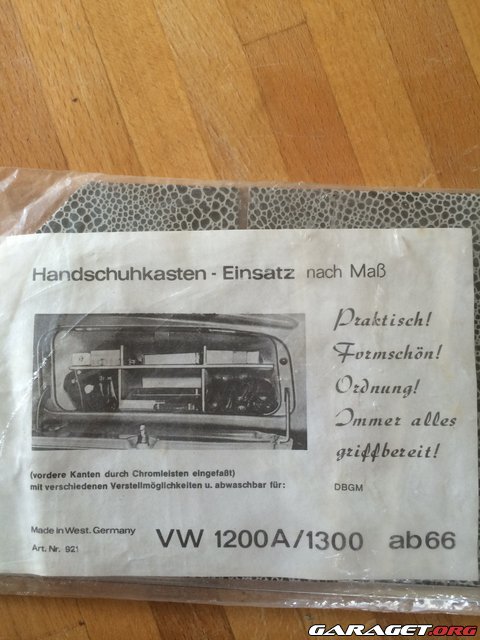 Handschuhkasten - Einsatz nach Maß
Praktisch!
Formschön!
Ordnung!
Immer alles
griffbereit!
(vordere Kanten durch Chromleisten eingefaßt)
mit verschiedenen Verstellmöglichkeiten u. abwaschbar für:
DBGM
Made in West. Germany
Art. Nr. 921
VW 1200A/1300 ab66
GARAGET.ORG